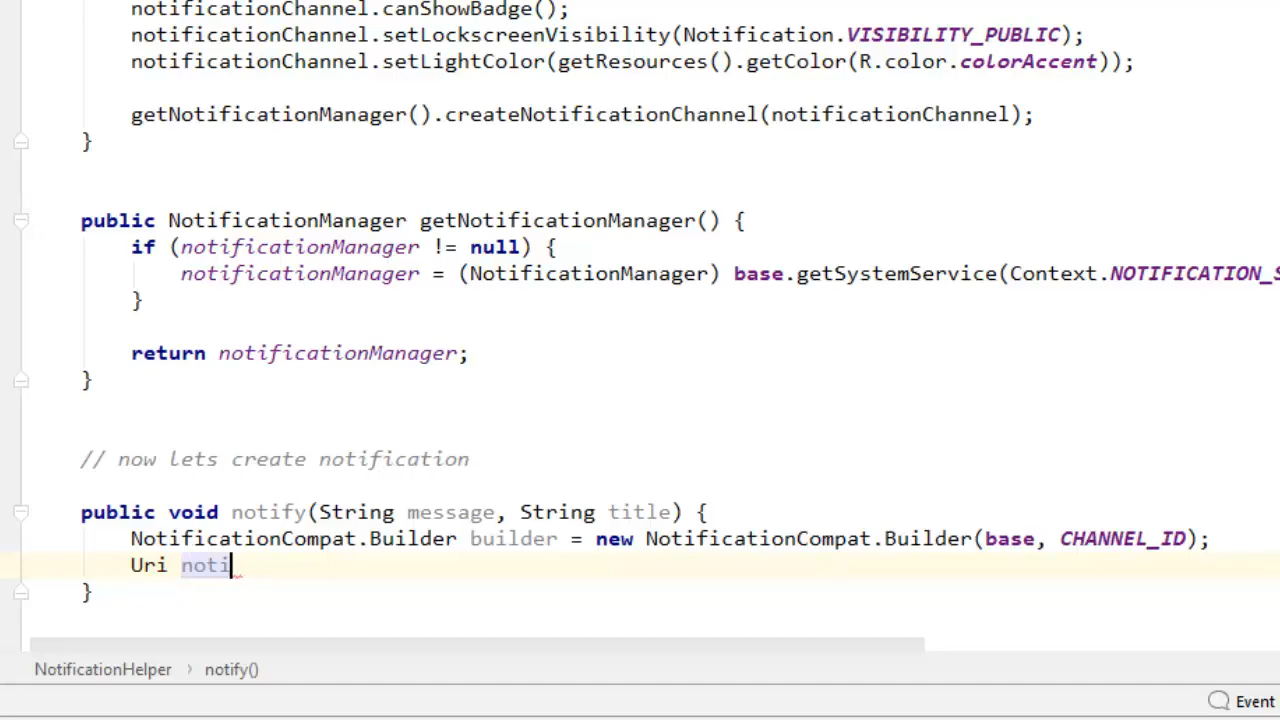 notificationChannel.canShowBadge();
notificationChannel.setLockscreenVisibility(Notification.VISIBILITY_PUBLIC);
notificationChannel.setLightColor(getResources().getColor(R.color.colorAccent));
getNotificationManager().createNotificationChannel(notificationChannel);
}
public NotificationManager getNotificationManager() {
if (notificationManager != null) {
notificationManager = (NotificationManager) base.getSystemService(Context.NOTIFICATION_S
}
return notificationManager;
}
// now lets create notification
public void notify(String message, String title) {
NotificationCompat.Builder builder = new NotificationCompat.Builder(base, CHANNEL_ID);
Uri noti
}
NotificationHelper › notify()
Event